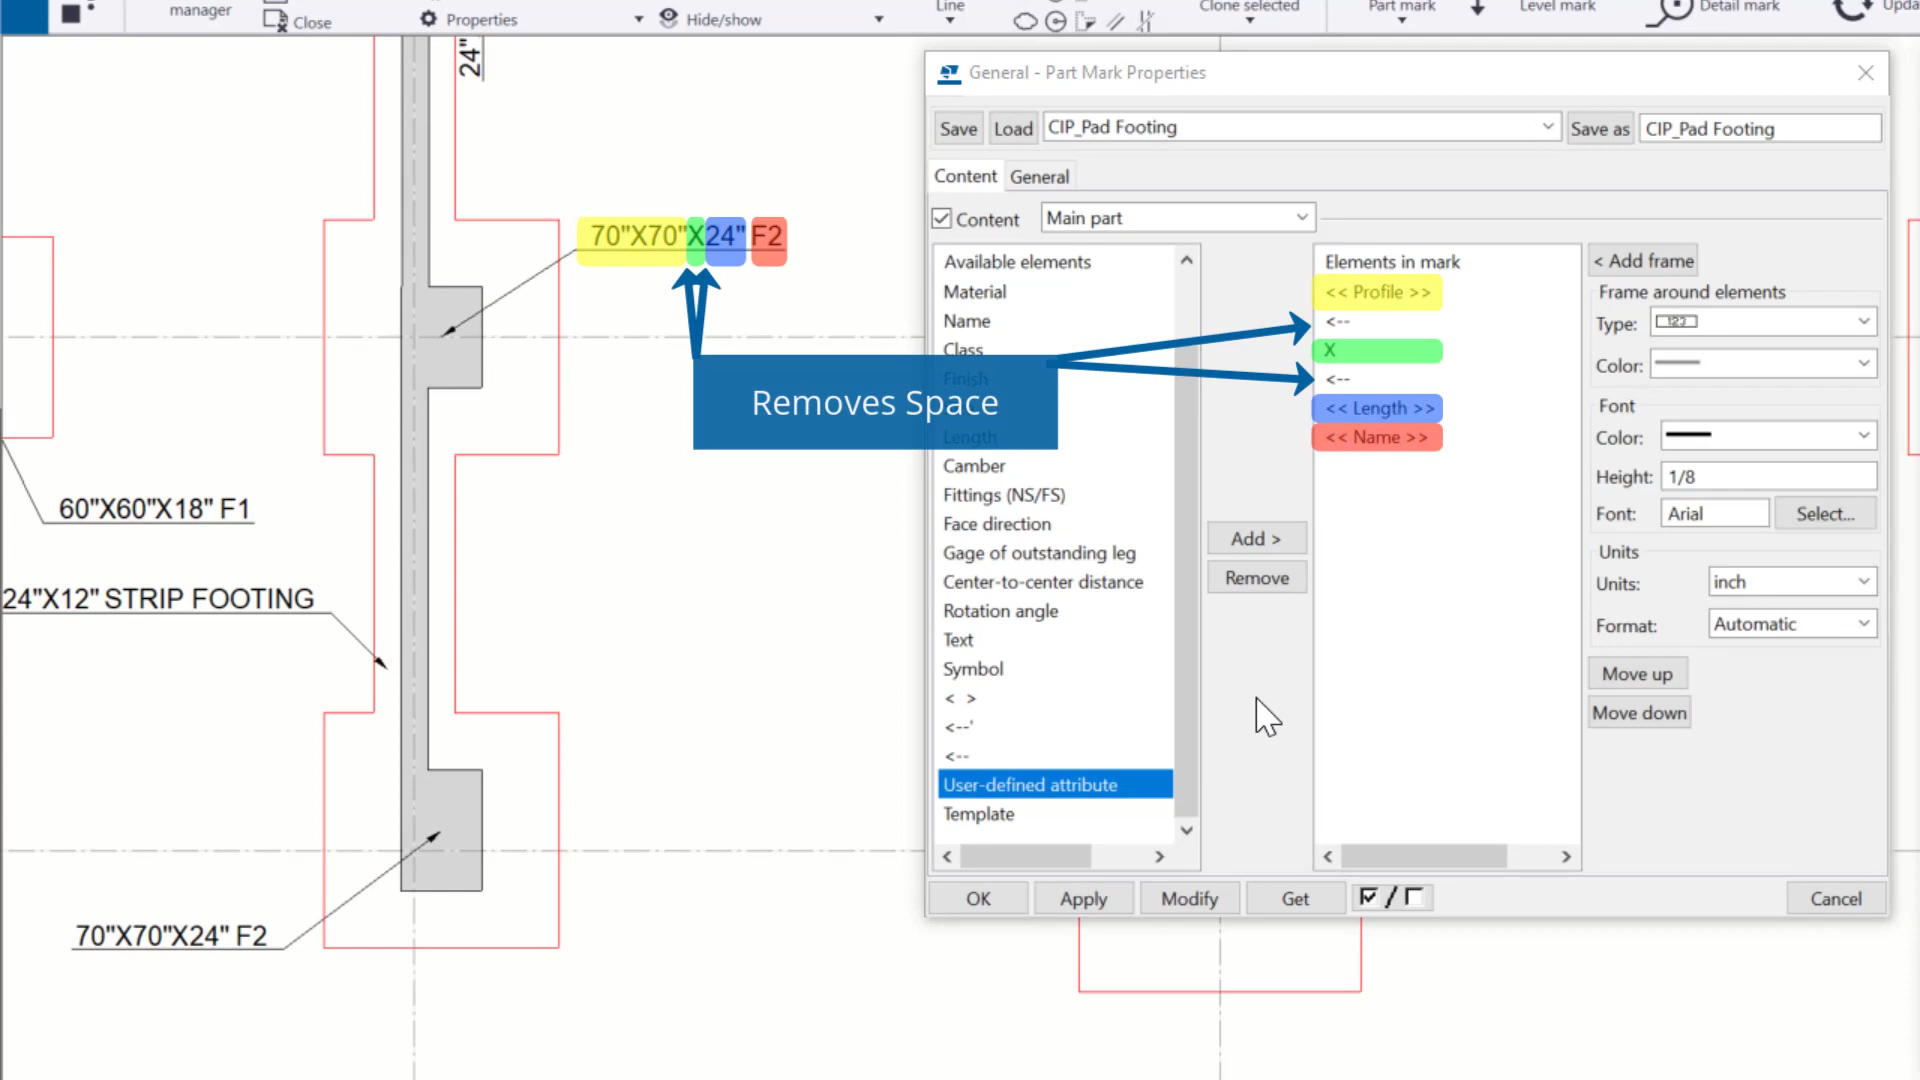 manager
Close
Properties
Hide/show
Line
Clone selected
Part mark
Level mark
Detail mark
Upda
24"
General - Part Mark Properties
Save
Load
CIP_Pad Footing
Save as
CIP_Pad Footing
Content
General
Content
Main part
70"X70"X24" F2
Available elements
Material
Name
Class
Finish
Length
Camber
Fittings (NS/FS)
Face direction
Gage of outstanding leg
Center-to-center distance
Rotation angle
Text
Symbol
< >
<--'
<--
User-defined attribute
Template
Removes Space
Add >
Remove
Elements in mark
<< Profile >>
<--
X
<--
<< Length >>
<< Name >>
< Add frame
Frame around elements
Type:
123
Color:
Font
Color:
Height:
1/8
Font:
Arial
Select...
Units
Units:
inch
Format:
Automatic
Move up
Move down
OK
Apply
Modify
Get
/
Cancel
60"X60"X18" F1
24"X12" STRIP FOOTING
70"X70"X24" F2